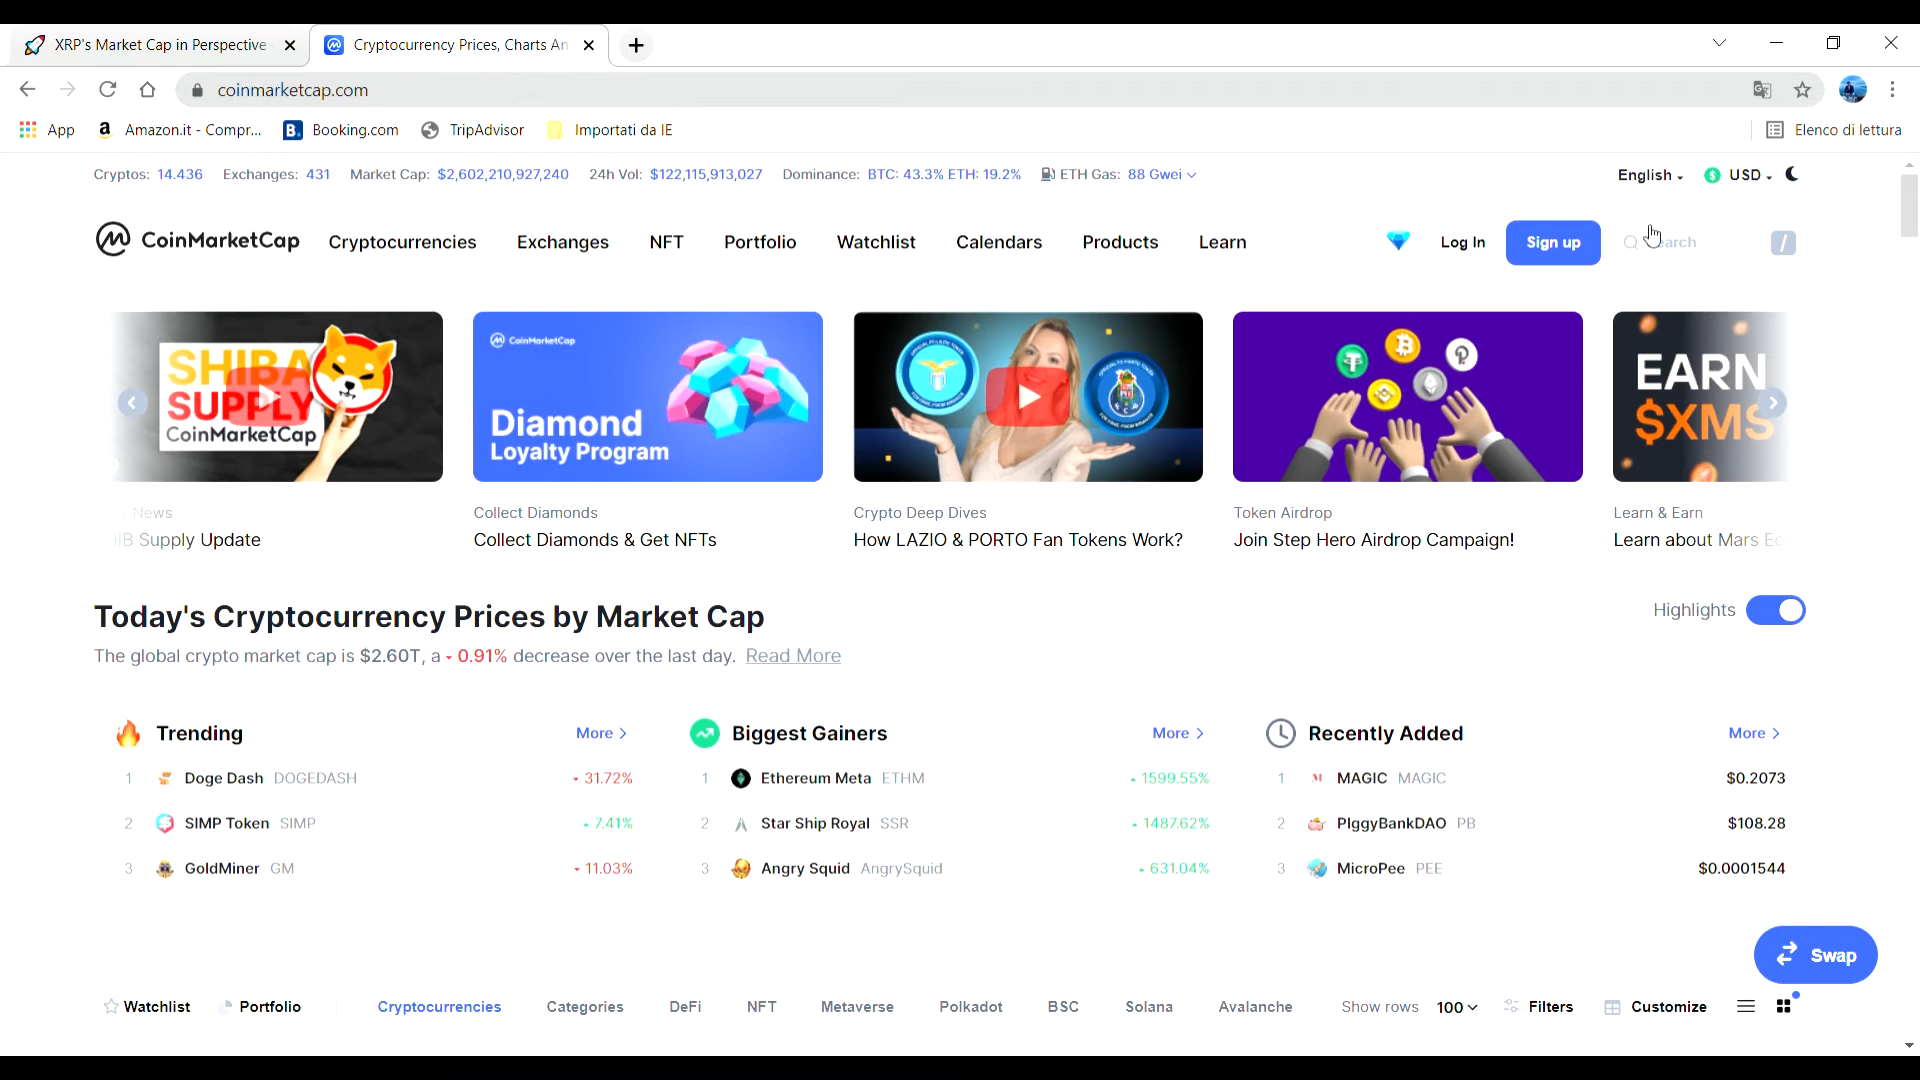 XRP's Market Cap in Perspective
Cryptocurrency Prices, Charts An
coinmarketcap.com
App
Amazon.it - Compr...
Booking.com
TripAdvisor
Importati da IE
Elenco di lettura
Cryptos: 14.436 Exchanges: 431 Market Cap: $2,602,210,927,240 24h Vol: $122,115,913,027 Dominance: BTC: 43.3% ETH: 19.2% ETH Gas: 88 Gwei
English
USD
CoinMarketCap
Cryptocurrencies Exchanges NFT Portfolio Watchlist Calendars Products Learn
Log In
Sign up
/
SHIBA
SUPPLY
CoinMarketCap
CoinMarketCap
Diamond
Loyalty Program
EARN
$XMS
News
Supply Update
Collect Diamonds
Collect Diamonds & Get NFTs
Crypto Deep Dives
How LAZIO & PORTO Fan Tokens Work?
Token Airdrop
Join Step Hero Airdrop Campaign!
Learn & Earn
Learn about Mars Ec
Today's Cryptocurrency Prices by Market Cap
Highlights
The global crypto market cap is $2.60T, a 0.91% decrease over the last day. Read More
Trending
More >
1 Doge Dash DOGEDASH 31.72%
2 SIMP Token SIMP 7.41%
3 GoldMiner GM 11.03%
Biggest Gainers
More >
1 Ethereum Meta ETHM 1599.55%
2 Star Ship Royal SSR 1487.62%
3 Angry Squid AngrySquid 631.04%
Recently Added
More >
1 MAGIC MAGIC $0.2073
2 PIggyBankDAO PB $108.28
3 MicroPee PEE $0.0001544
Swap
Watchlist
Portfolio
Cryptocurrencies Categories DeFi NFT Metaverse Polkadot BSC Solana Avalanche
Show rows 100
Filters
Customize